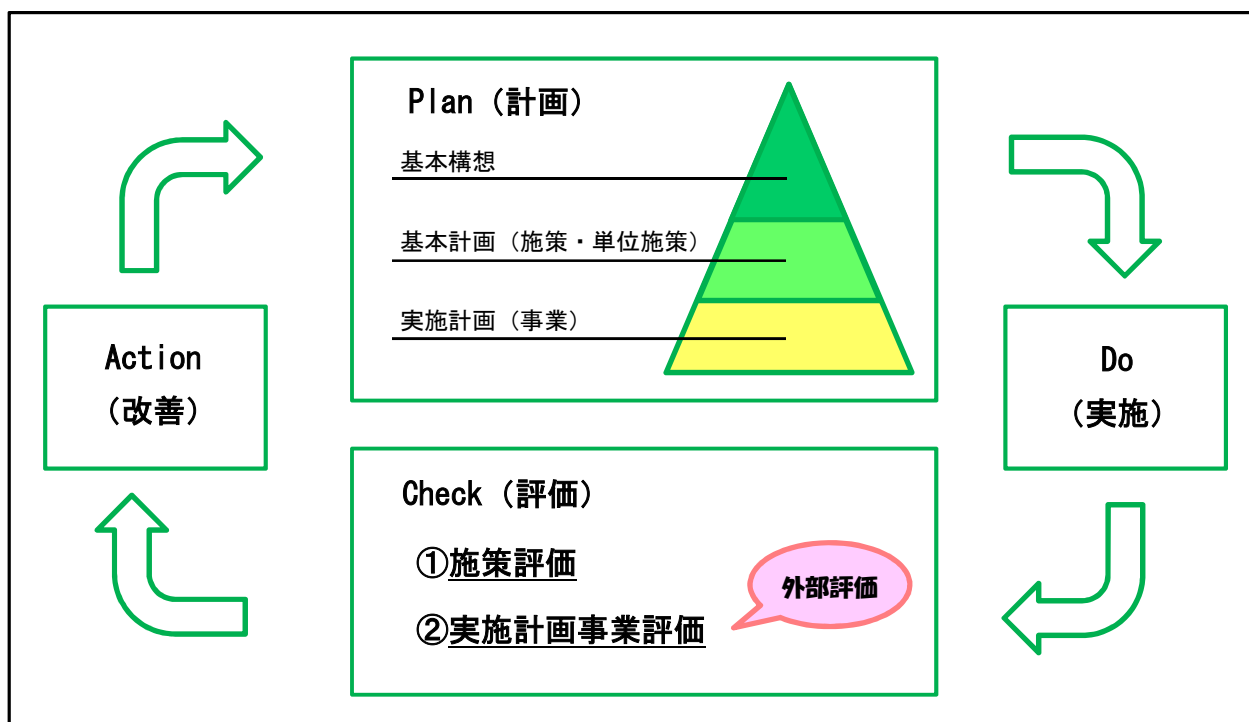 Plan（計画）
基本構想
基本計画（施策・単位施策）
実施計画（事業）
Action
（改善）
Do
（実施）
Check（評価）
①施策評価
②実施計画事業評価
外部評価